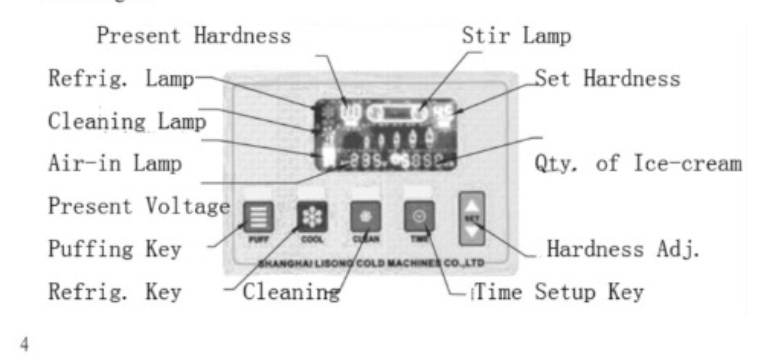 Present Hardness Stir Lamp
Refrig. Lamp Set Hardness
Cleaning Lamp
Air-in Lamp Qty. of Ice-cream
Present Voltage
PUFF COOL CLEAN TIME SET
Puffing Key Hardness Adj.
SHANGHAI LISONG COLD MACHINES CO.,LTD
Refrig. Key Cleaning Time Setup Key
4